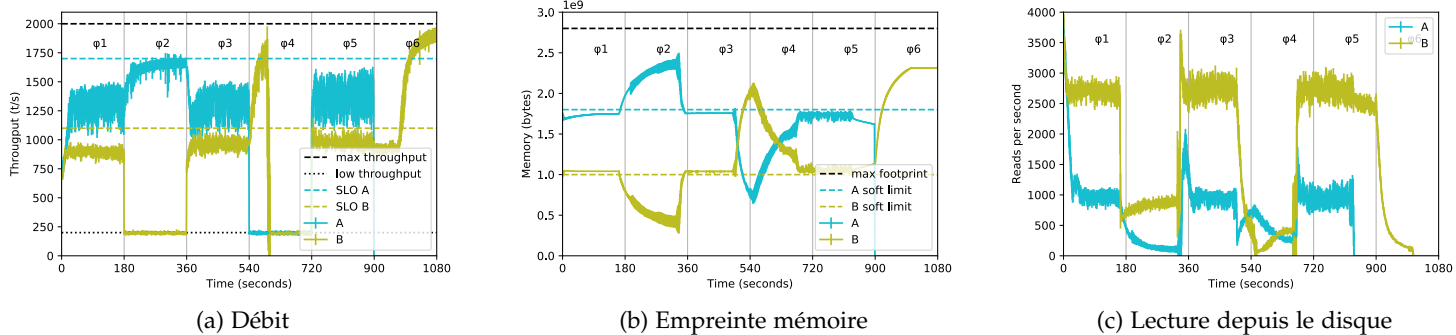 2000
1750
1500
1250
1000
750
500
250
0
Througput (t/s)
φ1 φ2 φ3 φ4 φ5 φ6
max throughput
low throughput
SLO A
SLO B
A
B
0 180 360 540 720 900 1080
Time (seconds)
(a) Débit
1e9
3.0
2.5
2.0
1.5
1.0
0.5
0.0
Memory (bytes)
φ1 φ2 φ3 φ4 φ5 φ6
max footprint
A soft limit
B soft limit
A
B
0 180 360 540 720 900 1080
Time (seconds)
(b) Empreinte mémoire
4000
3500
3000
2500
2000
1500
1000
500
0
Reads per second
φ1 φ2 φ3 φ4 φ5 φ6
A
B
0 180 360 540 720 900 1080
Time (seconds)
(c) Lecture depuis le disque